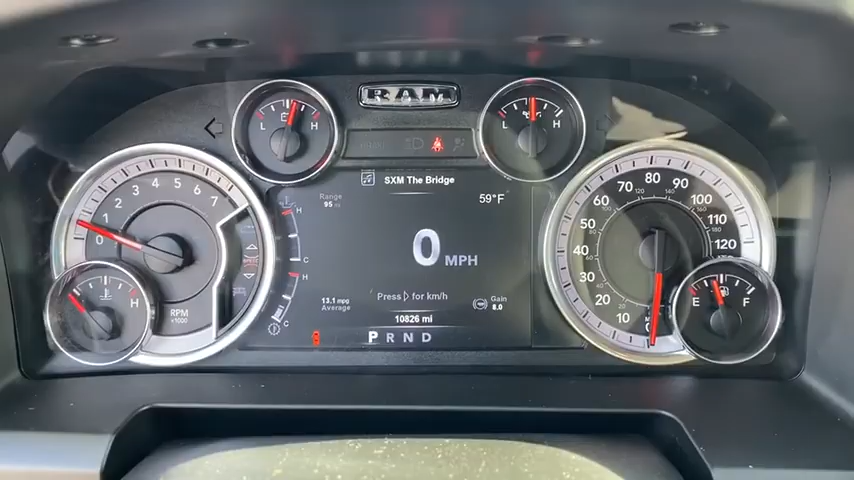 RAM
L H
L H
SXM The Bridge
Range
95 mi
59°F
0 1 2 3 4 5 6 7
H
C
H
H
C
0 MPH
10 20 30 40 50 60 70 80 90 100 110 120
13.1 mpg
Average
Press > for km/h
Gain
8.0
RPM
x1000
10826 mi
P R N D
C H
E F